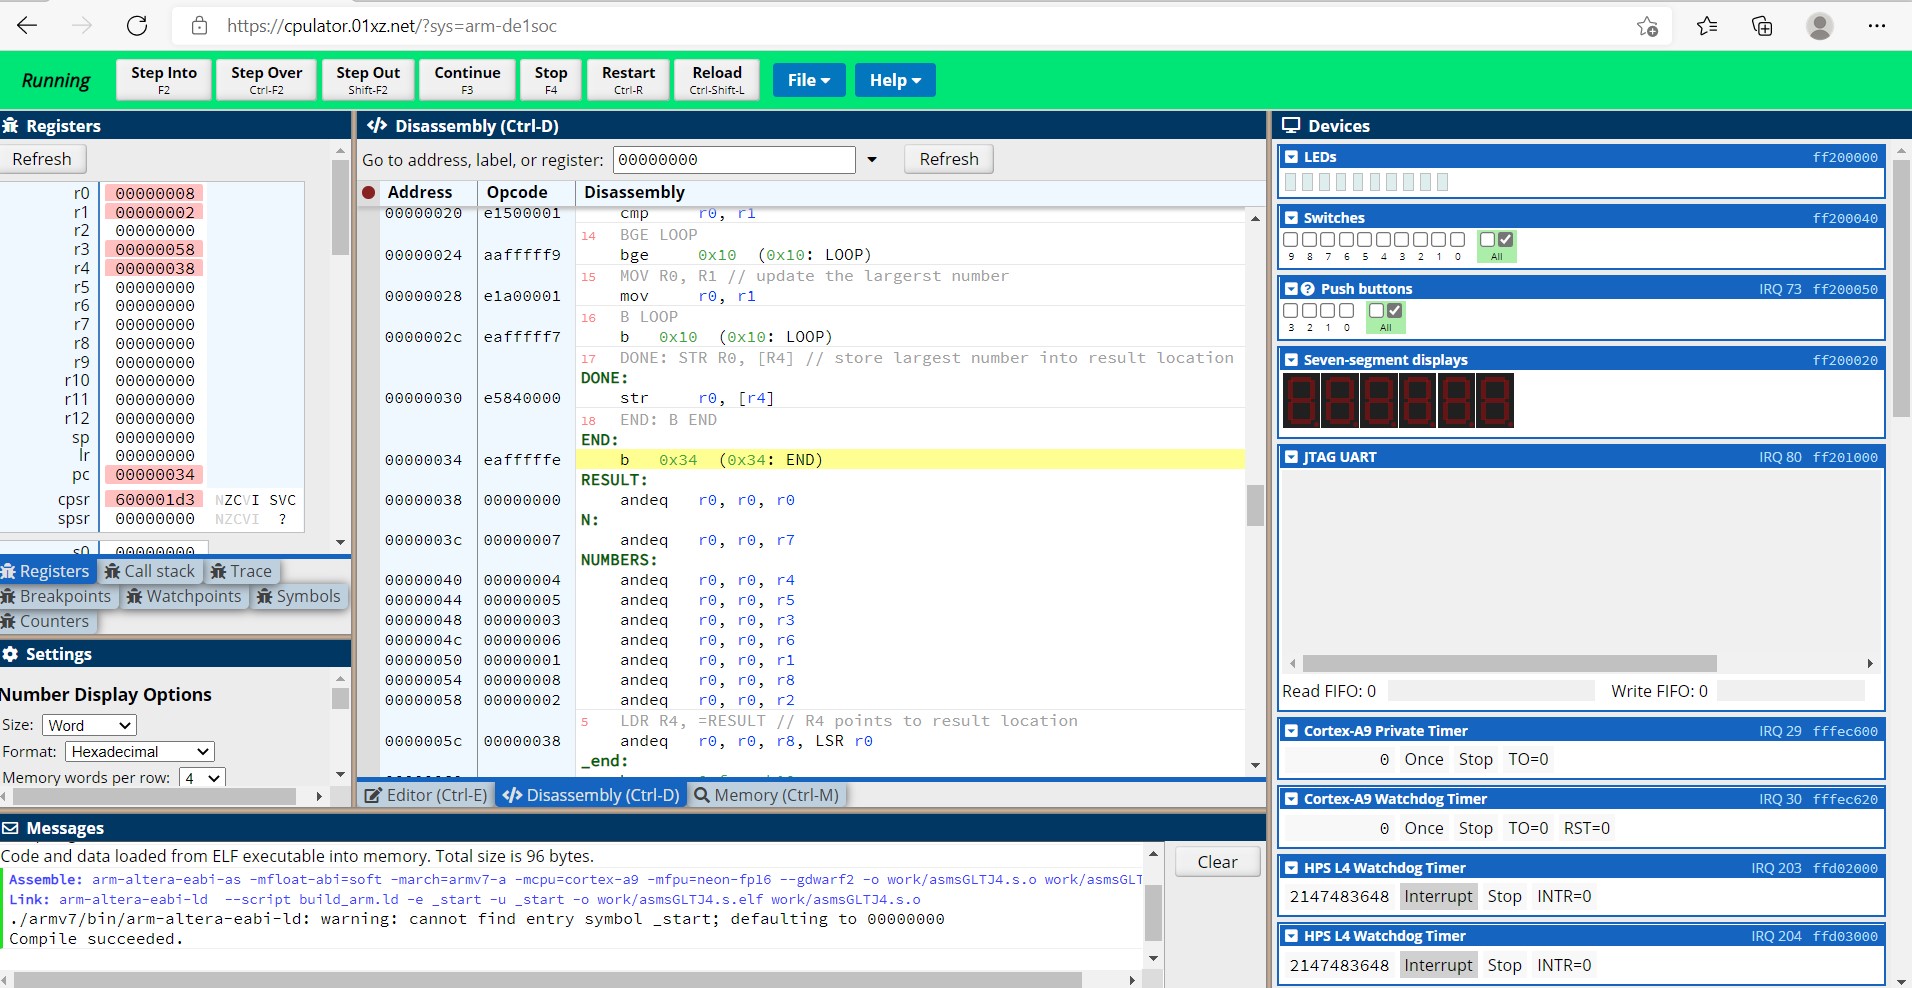 https://cpulator.01xz.net/?sys=arm-de1soc
Running
Step Into F2
Step Over Ctrl-F2
Step Out Shift-F2
Continue F3
Stop F4
Restart Ctrl-R
Reload Ctrl-Shift-L
File
Help
Registers
Refresh
r0 00000008
r1 00000002
r2 00000000
r3 00000058
r4 00000038
r5 00000000
r6 00000000
r7 00000000
r8 00000000
r9 00000000
r10 00000000
r11 00000000
r12 00000000
sp 00000000
lr 00000000
pc 00000034
cpsr 600001d3 NZCVI SVC
spsr 00000000 NZCVI ?
s0 00000000
Registers Call stack Trace
Breakpoints Watchpoints Symbols
Counters
Settings
Number Display Options
Size: Word
Format: Hexadecimal
Memory words per row: 4
Disassembly (Ctrl-D)
Go to address, label, or register: 00000000 Refresh
Address Opcode Disassembly
00000020 e1500001 cmp r0, r1
14 BGE LOOP
00000024 aafffff9 bge 0x10 (0x10: LOOP)
15 MOV R0, R1 // update the largerst number
00000028 e1a00001 mov r0, r1
16 B LOOP
0000002c eafffff7 b 0x10 (0x10: LOOP)
17 DONE: STR R0, [R4] // store largest number into result location
DONE:
00000030 e5840000 str r0, [r4]
18 END: B END
END:
00000034 eafffffe b 0x34 (0x34: END)
RESULT:
00000038 00000000 andeq r0, r0, r0
N:
0000003c 00000007 andeq r0, r0, r7
NUMBERS:
00000040 00000004 andeq r0, r0, r4
00000044 00000005 andeq r0, r0, r5
00000048 00000003 andeq r0, r0, r3
0000004c 00000006 andeq r0, r0, r6
00000050 00000001 andeq r0, r0, r1
00000054 00000008 andeq r0, r0, r8
00000058 00000002 andeq r0, r0, r2
5 LDR R4, =RESULT // R4 points to result location
0000005c 00000038 andeq r0, r0, r8, LSR r0
_end:
Editor (Ctrl-E) Disassembly (Ctrl-D) Memory (Ctrl-M)
Messages
Code and data loaded from ELF executable into memory. Total size is 96 bytes.
Assemble: arm-altera-eabi-as -mfloat-abi=soft -march=armv7-a -mcpu=cortex-a9 -mfpu=neon-fp16 --gdwarf2 -o work/asmsGLTJ4.s.o work/asmsGLT
Link: arm-altera-eabi-ld --script build_arm.ld -e _start -u _start -o work/asmsGLTJ4.s.elf work/asmsGLTJ4.s.o
./armv7/bin/arm-altera-eabi-ld: warning: cannot find entry symbol _start; defaulting to 00000000
Compile succeeded.
Clear
Devices
LEDs ff200000
Switches ff200040
9 8 7 6 5 4 3 2 1 0 All
Push buttons IRQ 73 ff200050
3 2 1 0 All
Seven-segment displays ff200020
JTAG UART IRQ 80 ff201000
Read FIFO: 0 Write FIFO: 0
Cortex-A9 Private Timer IRQ 29 fffec600
0 Once Stop TO=0
Cortex-A9 Watchdog Timer IRQ 30 fffec620
0 Once Stop TO=0 RST=0
HPS L4 Watchdog Timer IRQ 203 ffd02000
2147483648 Interrupt Stop INTR=0
HPS L4 Watchdog Timer IRQ 204 ffd03000
2147483648 Interrupt Stop INTR=0